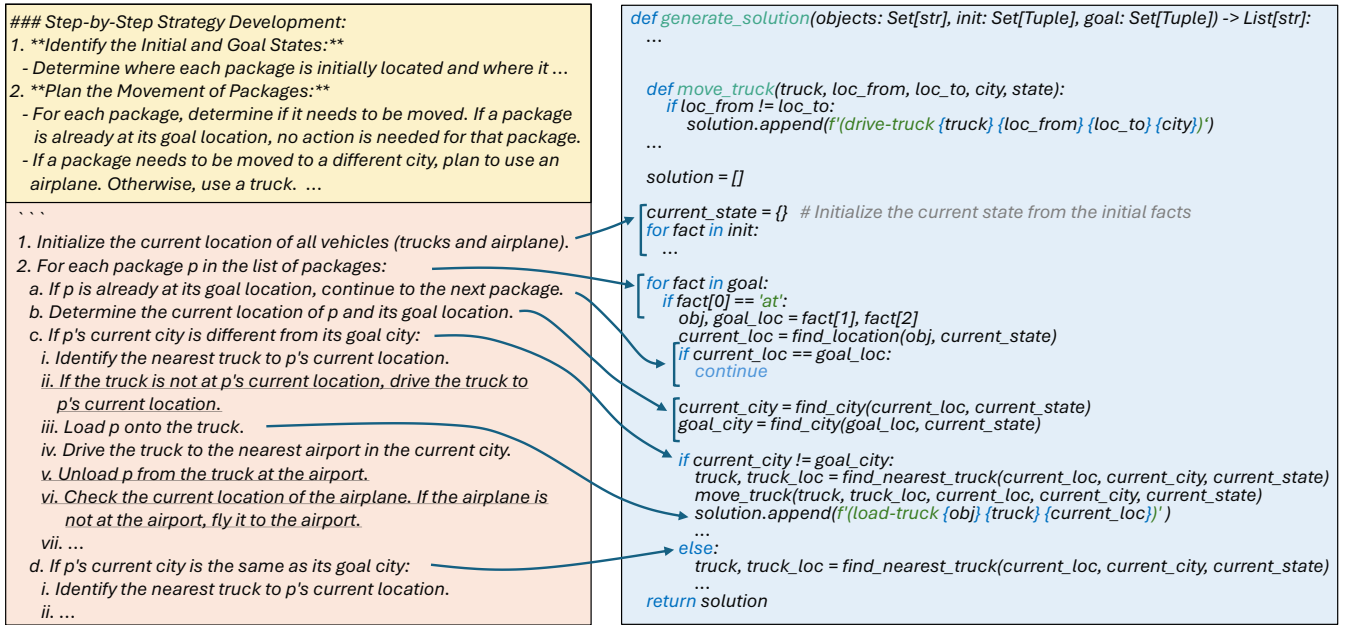 ### Step-by-Step Strategy Development:
1. **Identify the Initial and Goal States:**
- Determine where each package is initially located and where it ...
2. **Plan the Movement of Packages:**
- For each package, determine if it needs to be moved. If a package
is already at its goal location, no action is needed for that package.
- If a package needs to be moved to a different city, plan to use an
airplane. Otherwise, use a truck. ...
` ` `
1. Initialize the current location of all vehicles (trucks and airplane).
2. For each package p in the list of packages:
a. If p is already at its goal location, continue to the next package.
b. Determine the current location of p and its goal location.
c. If p's current city is different from its goal city:
i. Identify the nearest truck to p's current location.
ii. If the truck is not at p's current location, drive the truck to
p's current location.
iii. Load p onto the truck.
iv. Drive the truck to the nearest airport in the current city.
v. Unload p from the truck at the airport.
vi. Check the current location of the airplane. If the airplane is
not at the airport, fly it to the airport.
vii. ...
d. If p's current city is the same as its goal city:
i. Identify the nearest truck to p's current location.
ii. ...
def generate_solution(objects: Set[str], init: Set[Tuple], goal: Set[Tuple]) -> List[str]:
...
def move_truck(truck, loc_from, loc_to, city, state):
if loc_from != loc_to:
solution.append(f'(drive-truck {truck} {loc_from} {loc_to} {city})‘)
...
solution = []
current_state = {} # Initialize the current state from the initial facts
for fact in init:
...
for fact in goal:
if fact[0] == 'at':
obj, goal_loc = fact[1], fact[2]
current_loc = find_location(obj, current_state)
if current_loc == goal_loc:
continue
current_city = find_city(current_loc, current_state)
goal_city = find_city(goal_loc, current_state)
if current_city != goal_city:
truck, truck_loc = find_nearest_truck(current_loc, current_city, current_state)
move_truck(truck, truck_loc, current_loc, current_city, current_state)
solution.append(f'(load-truck {obj} {truck} {current_loc})' )
...
else:
truck, truck_loc = find_nearest_truck(current_loc, current_city, current_state)
...
return solution